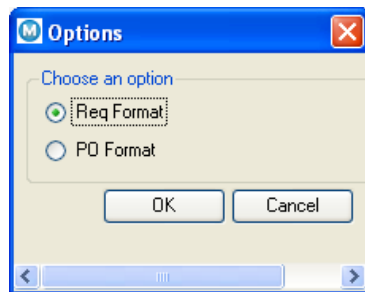 M Options
Choose an option
Req Format
PO Format
OK Cancel